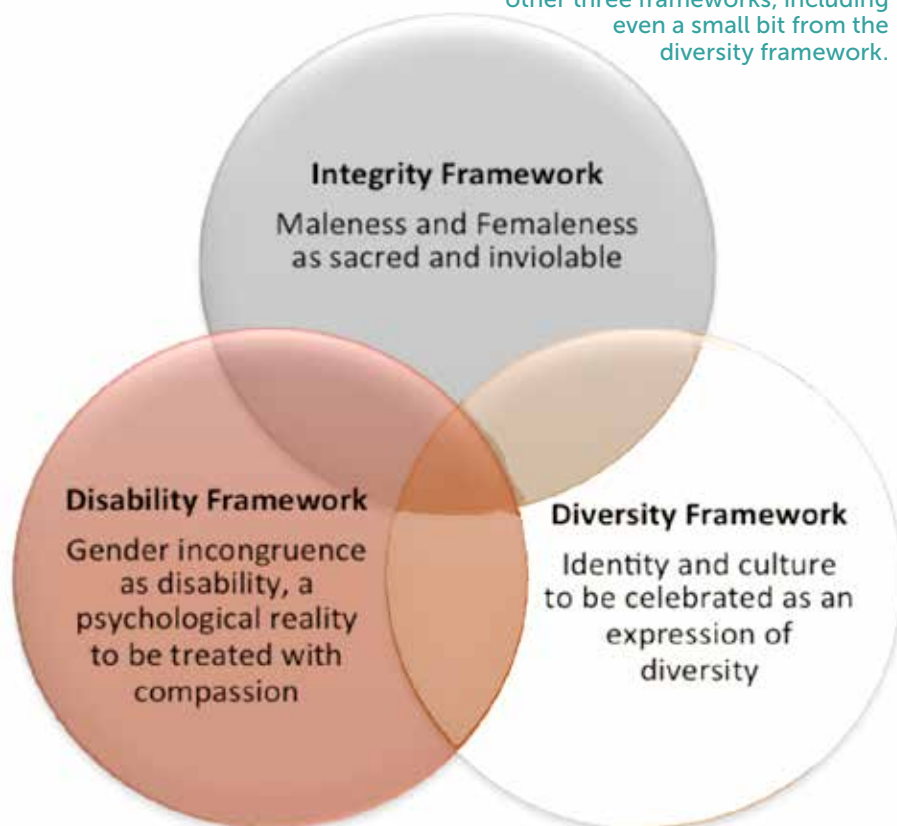 other three frameworks, including
even a small bit from the
diversity framework.
Integrity Framework
Maleness and Femaleness
as sacred and inviolable
Disability Framework
Gender incongruence
as disability, a
psychological reality
to be treated with
compassion
Diversity Framework
Identity and culture
to be celebrated as an
expression of
diversity